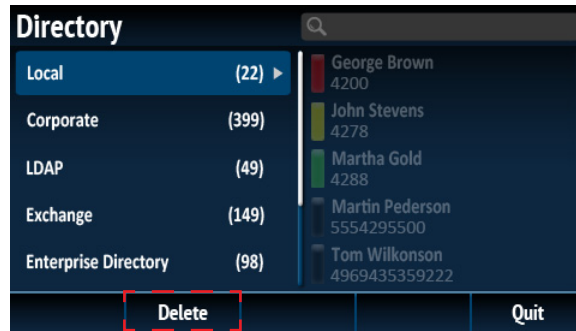 Directory
Local (22)
Corporate (399)
LDAP (49)
Exchange (149)
Enterprise Directory (98)
George Brown
4200
John Stevens
4278
Martha Gold
4288
Martin Pederson
5554295500
Tom Wilkonson
4969435359222
Delete Quit